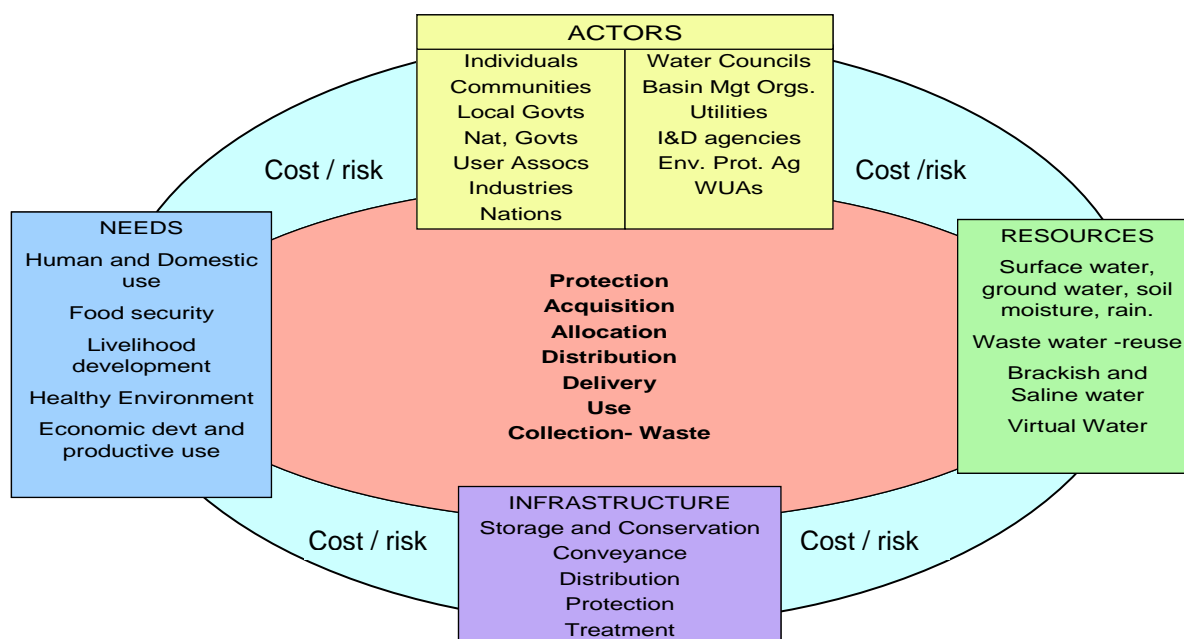 ACTORS
Individuals
Communities
Local Govts
Nat, Govts
User Assocs
Industries
Nations
Water Councils
Basin Mgt Orgs.
Utilities
I&D agencies
Env. Prot. Ag
WUAs
Cost / risk
Cost /risk
NEEDS
Human and Domestic
use
Food security
Livelihood
development
Healthy Environment
Economic devt and
productive use
Protection
Acquisition
Allocation
Distribution
Delivery
Use
Collection- Waste
RESOURCES
Surface water,
ground water, soil
moisture, rain.
Waste water -reuse
Brackish and
Saline water
Virtual Water
Cost / risk
Cost / risk
INFRASTRUCTURE
Storage and Conservation
Conveyance
Distribution
Protection
Treatment